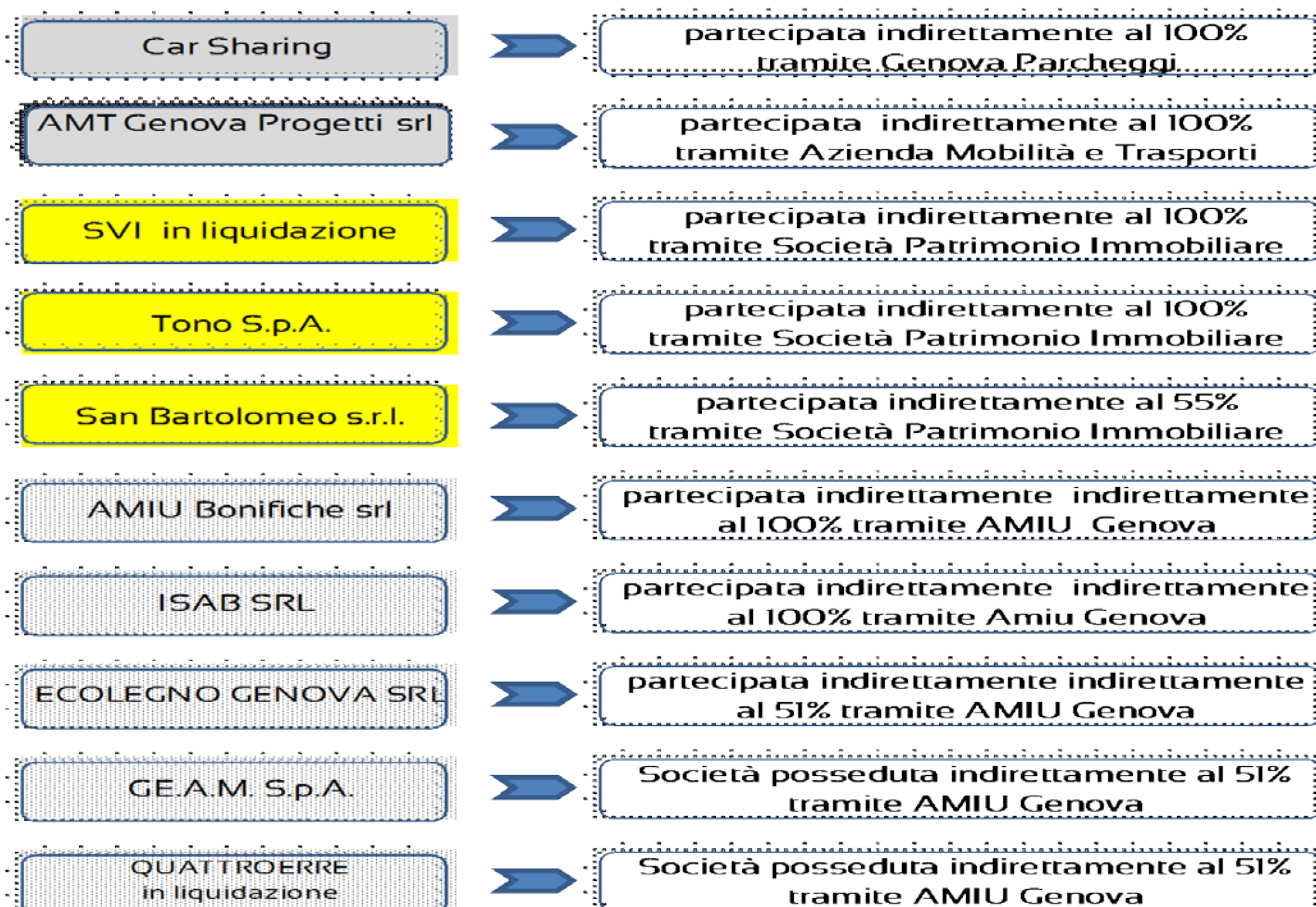 Car Sharing
partecipata indirettamente al 100%
tramite Genova Parcheggi
AMT Genova Progetti srl
partecipata indirettamente al 100%
tramite Azienda Mobilità e Trasporti
SVI in liquidazione
partecipata indirettamente al 100%
tramite Società Patrimonio Immobiliare
Tono S.p.A.
partecipata indirettamente al 100%
tramite Società Patrimonio Immobiliare
San Bartolomeo s.r.l.
partecipata indirettamente al 55%
tramite Società Patrimonio Immobiliare
AMIU Bonifiche srl
partecipata indirettamente indirettamente
al 100% tramite AMIU Genova
ISAB SRL
partecipata indirettamente indirettamente
al 100% tramite Amiu Genova
ECOLEGNO GENOVA SRL
partecipata indirettamente indirettamente
al 51% tramite AMIU Genova
GE.A.M. S.p.A.
Società posseduta indirettamente al 51%
tramite AMIU Genova
QUATTROERRE
in liquidazione
Società posseduta indirettamente al 51%
tramite AMIU Genova